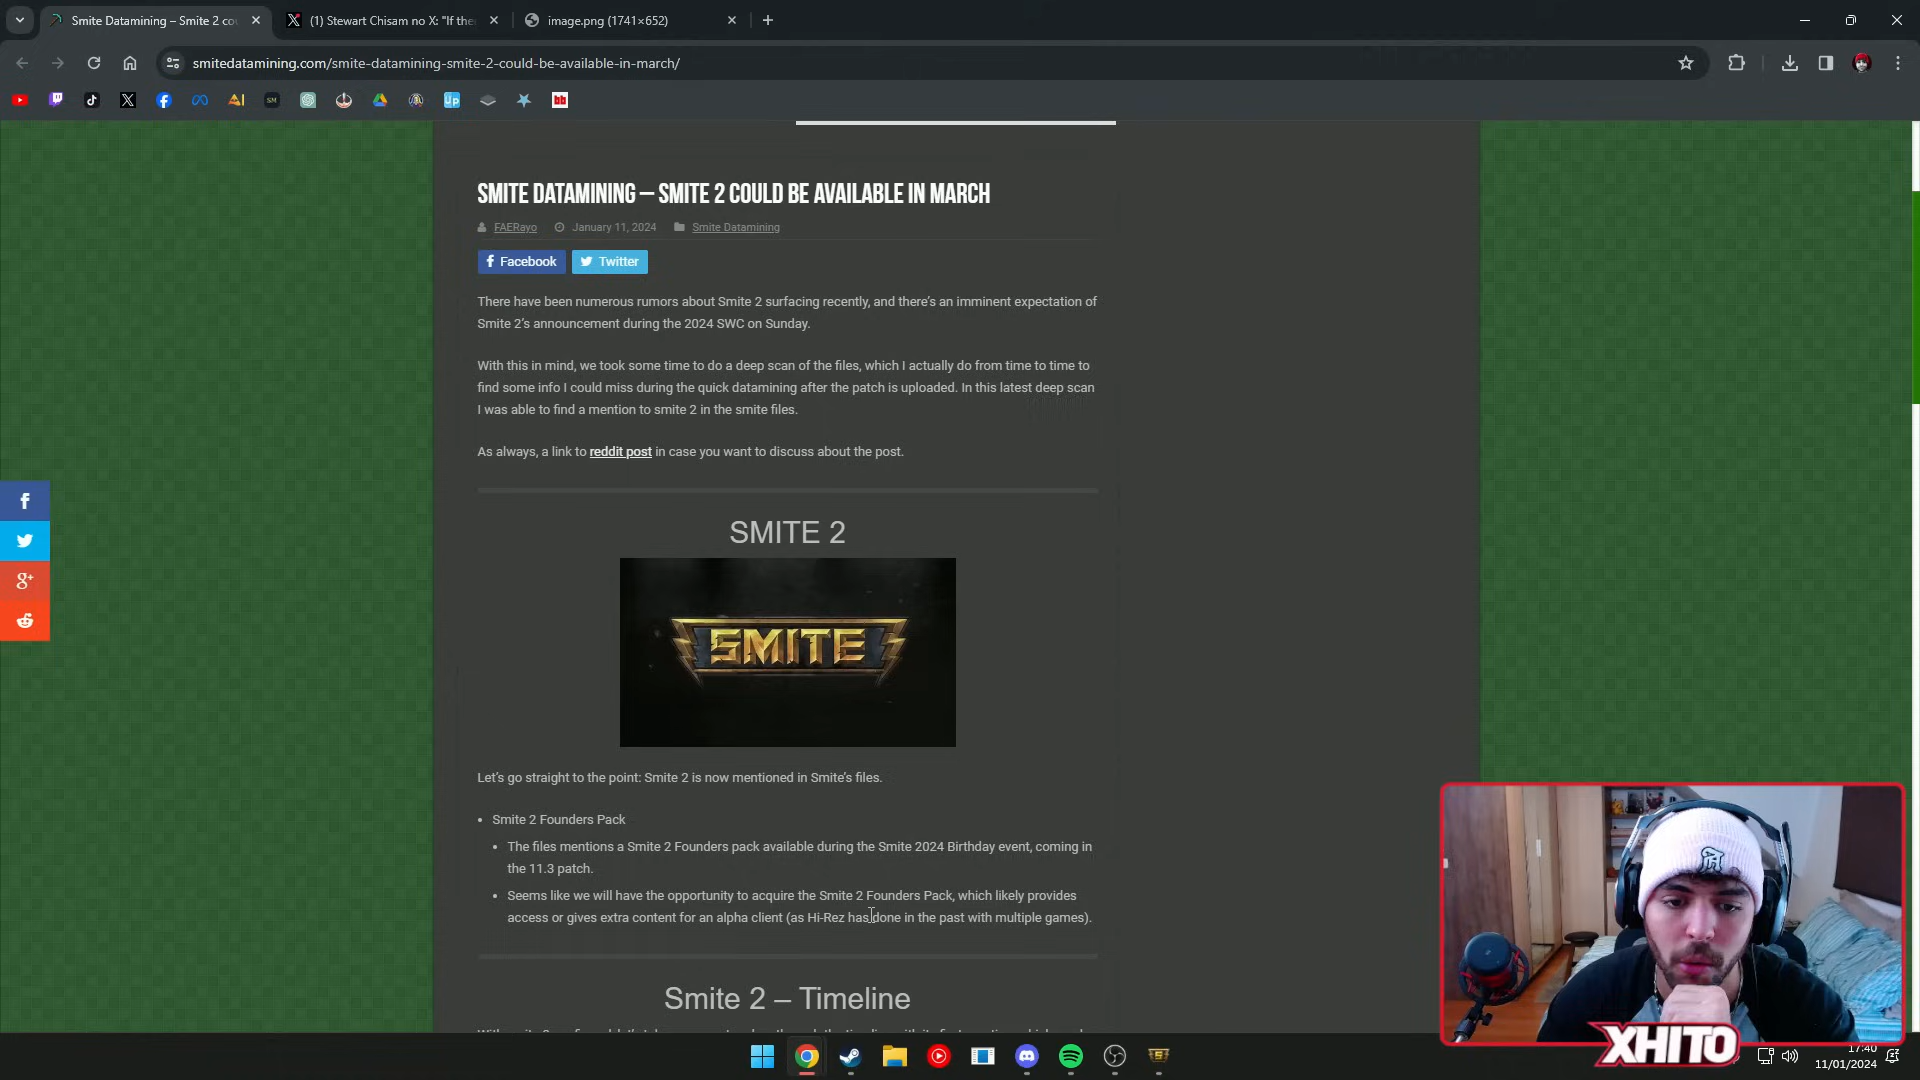 Smite Datamining – Smite 2 co
(1) Stewart Chisam no X: "If the
image.png (1741×652)
smitedatamining.com/smite-datamining-smite-2-could-be-available-in-march/
SMITE DATAMINING – SMITE 2 COULD BE AVAILABLE IN MARCH
FAERayo January 11, 2024 Smite Datamining
Facebook Twitter
There have been numerous rumors about Smite 2 surfacing recently, and there's an imminent expectation of
Smite 2's announcement during the 2024 SWC on Sunday.
With this in mind, we took some time to do a deep scan of the files, which I actually do from time to time to
find some info I could miss during the quick datamining after the patch is uploaded. In this latest deep scan
I was able to find a mention to smite 2 in the smite files.
As always, a link to reddit post in case you want to discuss about the post.
SMITE 2
SMITE
Let's go straight to the point: Smite 2 is now mentioned in Smite's files.
• Smite 2 Founders Pack
• The files mentions a Smite 2 Founders pack available during the Smite 2024 Birthday event, coming in
the 11.3 patch.
• Seems like we will have the opportunity to acquire the Smite 2 Founders Pack, which likely provides
access or gives extra content for an alpha client (as Hi-Rez has done in the past with multiple games).
Smite 2 – Timeline
XHITO
17:40
11/01/2024